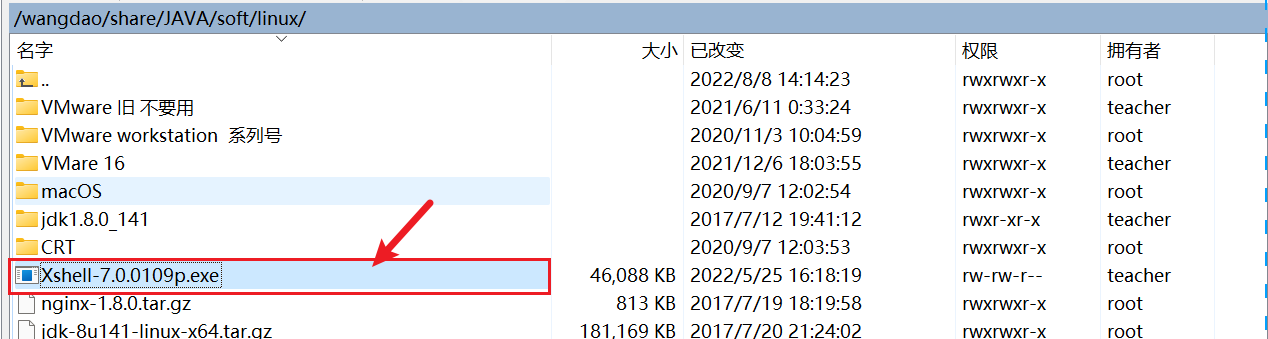 /wangdao/share/JAVA/soft/linux/
名字 大小 已改变 权限 拥有者
.. 2022/8/8 14:14:23 rwxrwxr-x root
VMware 旧 不要用 2021/6/11 0:33:24 rwxrwxr-x teacher
VMware workstation  系列号 2020/11/3 10:04:59 rwxrwxr-x root
VMare 16 2021/12/6 18:03:55 rwxrwxr-x teacher
macOS 2020/9/7 12:02:54 rwxrwxr-x root
jdk1.8.0_141 2017/7/12 19:41:12 rwxr-xr-x teacher
CRT 2020/9/7 12:03:53 rwxrwxr-x root
Xshell-7.0.0109p.exe 46,088 KB 2022/5/25 16:18:19 rw-rw-r-- teacher
nginx-1.8.0.tar.gz 813 KB 2017/7/19 18:19:58 rwxrwxr-x root
jdk-8u141-linux-x64.tar.gz 181,169 KB 2017/7/20 21:24:02 rwxrwxr-x root